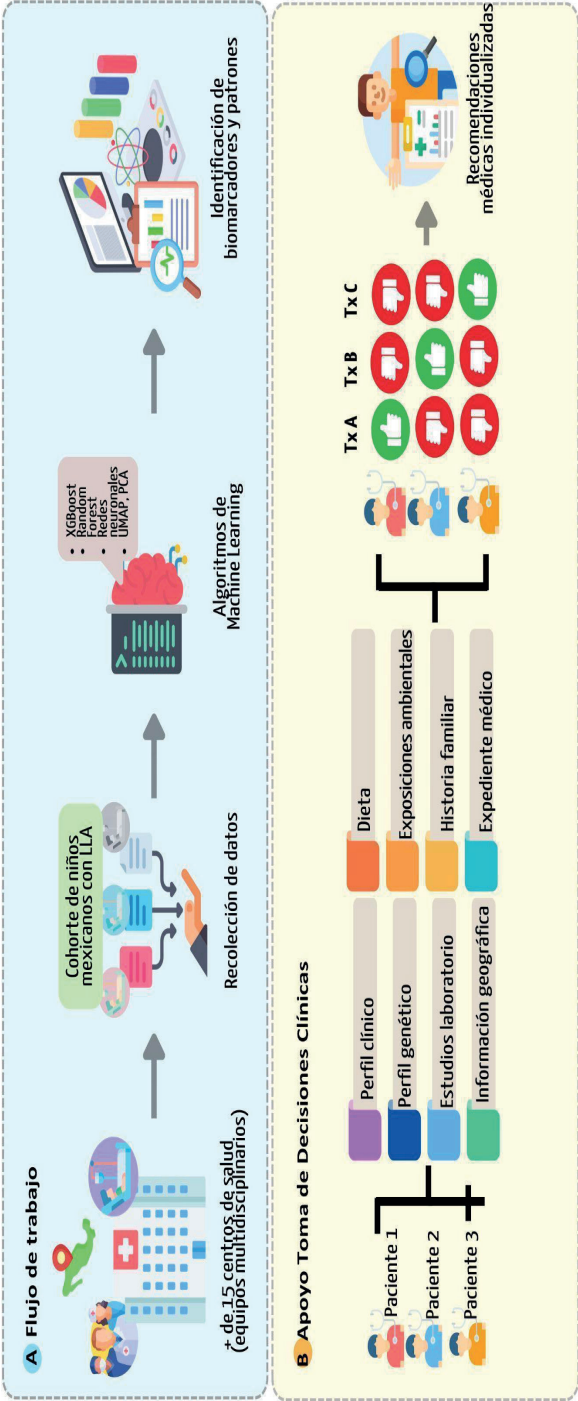 A Flujo de trabajo
+ de 15 centros de salud
(equipos multidisciplinarios)
Cohorte de niños
mexicanos con LLA
Recolección de datos
• XGBoost
• Random
Forest
• Redes
neuronales
• UMAP, PCA
Algoritmos de
Machine Learning
Identificación de
biomarcadores y patrones
B Apoyo Toma de Decisiones Clínicas
Paciente 1
Paciente 2
Paciente 3
Perfil clínico
Perfil genético
Estudios laboratorio
Información geográfica
Dieta
Exposiciones ambientales
Historia familiar
Expediente médico
Tx A Tx B Tx C
Recomendaciones
médicas individualizadas